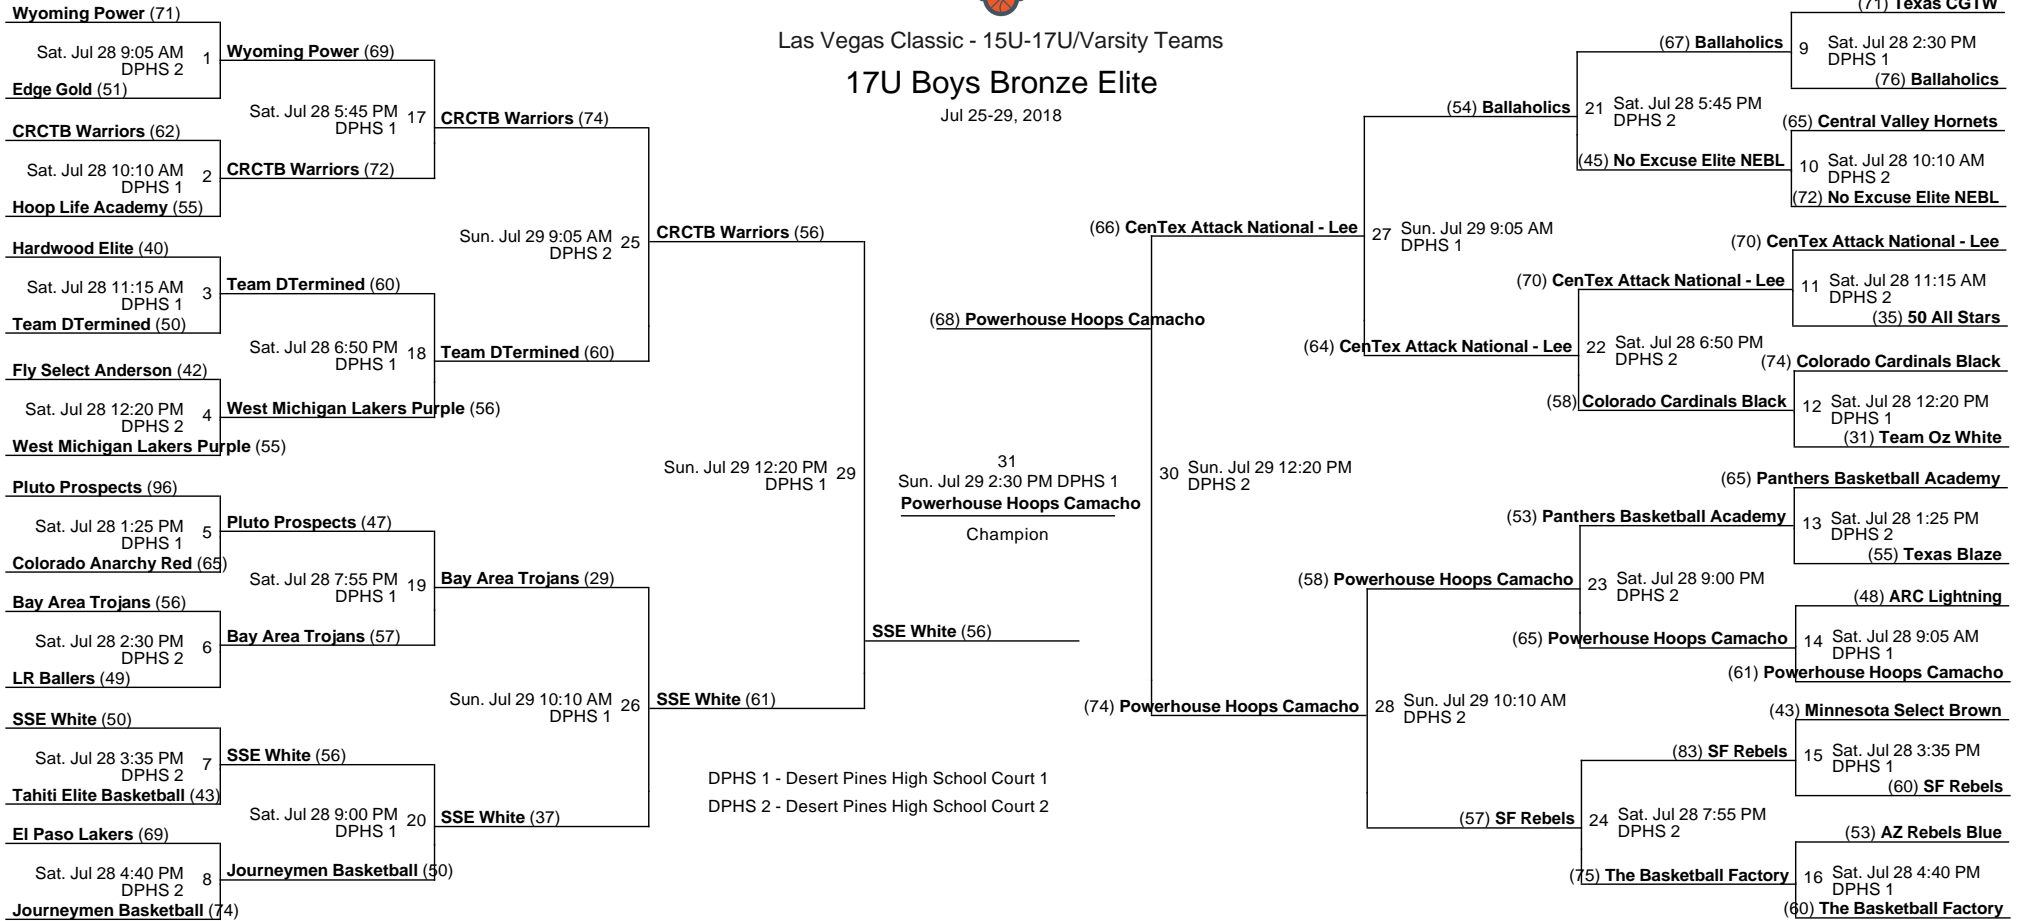 Las Vegas Classic - 15U-17U/Varsity Teams
17U Boys Bronze Elite
Jul 25-29, 2018
Wyoming Power (71)
Sat. Jul 28 9:05 AM
DPHS 2
1
Edge Gold (51)
CRCTB Warriors (62)
Sat. Jul 28 10:10 AM
DPHS 1
2
Hoop Life Academy (55)
Hardwood Elite (40)
Sat. Jul 28 11:15 AM
DPHS 1
3
Team DTermined (50)
Fly Select Anderson (42)
Sat. Jul 28 12:20 PM
DPHS 2
4
West Michigan Lakers Purple (55)
Pluto Prospects (96)
Sat. Jul 28 1:25 PM
DPHS 1
5
Colorado Anarchy Red (65)
Bay Area Trojans (56)
Sat. Jul 28 2:30 PM
DPHS 2
6
LR Ballers (49)
SSE White (50)
Sat. Jul 28 3:35 PM
DPHS 2
7
Tahiti Elite Basketball (43)
El Paso Lakers (69)
Sat. Jul 28 4:40 PM
DPHS 2
8
Journeymen Basketball (74)
Wyoming Power (69)
Sat. Jul 28 5:45 PM
DPHS 1
17
CRCTB Warriors (72)
Team DTermined (60)
Sat. Jul 28 6:50 PM
DPHS 1
18
West Michigan Lakers Purple (56)
Pluto Prospects (47)
Sat. Jul 28 7:55 PM
DPHS 1
19
Bay Area Trojans (57)
SSE White (56)
Sat. Jul 28 9:00 PM
DPHS 1
20
Journeymen Basketball (50)
CRCTB Warriors (74)
Sun. Jul 29 9:05 AM
DPHS 2
25
Team DTermined (60)
Bay Area Trojans (29)
Sun. Jul 29 10:10 AM
DPHS 1
26
SSE White (37)
CRCTB Warriors (56)
Sun. Jul 29 12:20 PM
DPHS 1
29
SSE White (61)
SSE White (56)
(68) Powerhouse Hoops Camacho
31
Sun. Jul 29 2:30 PM DPHS 1
Powerhouse Hoops Camacho
Champion
DPHS 1 - Desert Pines High School Court 1
DPHS 2 - Desert Pines High School Court 2
(66) CenTex Attack National - Lee
30
Sun. Jul 29 12:20 PM
DPHS 2
(74) Powerhouse Hoops Camacho
(54) Ballaholics
27
Sun. Jul 29 9:05 AM
DPHS 1
(64) CenTex Attack National - Lee
(58) Powerhouse Hoops Camacho
28
Sun. Jul 29 10:10 AM
DPHS 2
(57) SF Rebels
(67) Ballaholics
21
Sat. Jul 28 5:45 PM
DPHS 2
(45) No Excuse Elite NEBL
(70) CenTex Attack National - Lee
22
Sat. Jul 28 6:50 PM
DPHS 2
(58) Colorado Cardinals Black
(53) Panthers Basketball Academy
23
Sat. Jul 28 9:00 PM
DPHS 2
(65) Powerhouse Hoops Camacho
(83) SF Rebels
24
Sat. Jul 28 7:55 PM
DPHS 2
(75) The Basketball Factory
(71) Texas CGTW
9
Sat. Jul 28 2:30 PM
DPHS 1
(76) Ballaholics
(65) Central Valley Hornets
10
Sat. Jul 28 10:10 AM
DPHS 2
(72) No Excuse Elite NEBL
(70) CenTex Attack National - Lee
11
Sat. Jul 28 11:15 AM
DPHS 2
(35) 50 All Stars
(74) Colorado Cardinals Black
12
Sat. Jul 28 12:20 PM
DPHS 1
(31) Team Oz White
(65) Panthers Basketball Academy
13
Sat. Jul 28 1:25 PM
DPHS 2
(55) Texas Blaze
(48) ARC Lightning
14
Sat. Jul 28 9:05 AM
DPHS 1
(61) Powerhouse Hoops Camacho
(43) Minnesota Select Brown
15
Sat. Jul 28 3:35 PM
DPHS 1
(60) SF Rebels
(53) AZ Rebels Blue
16
Sat. Jul 28 4:40 PM
DPHS 1
(60) The Basketball Factory